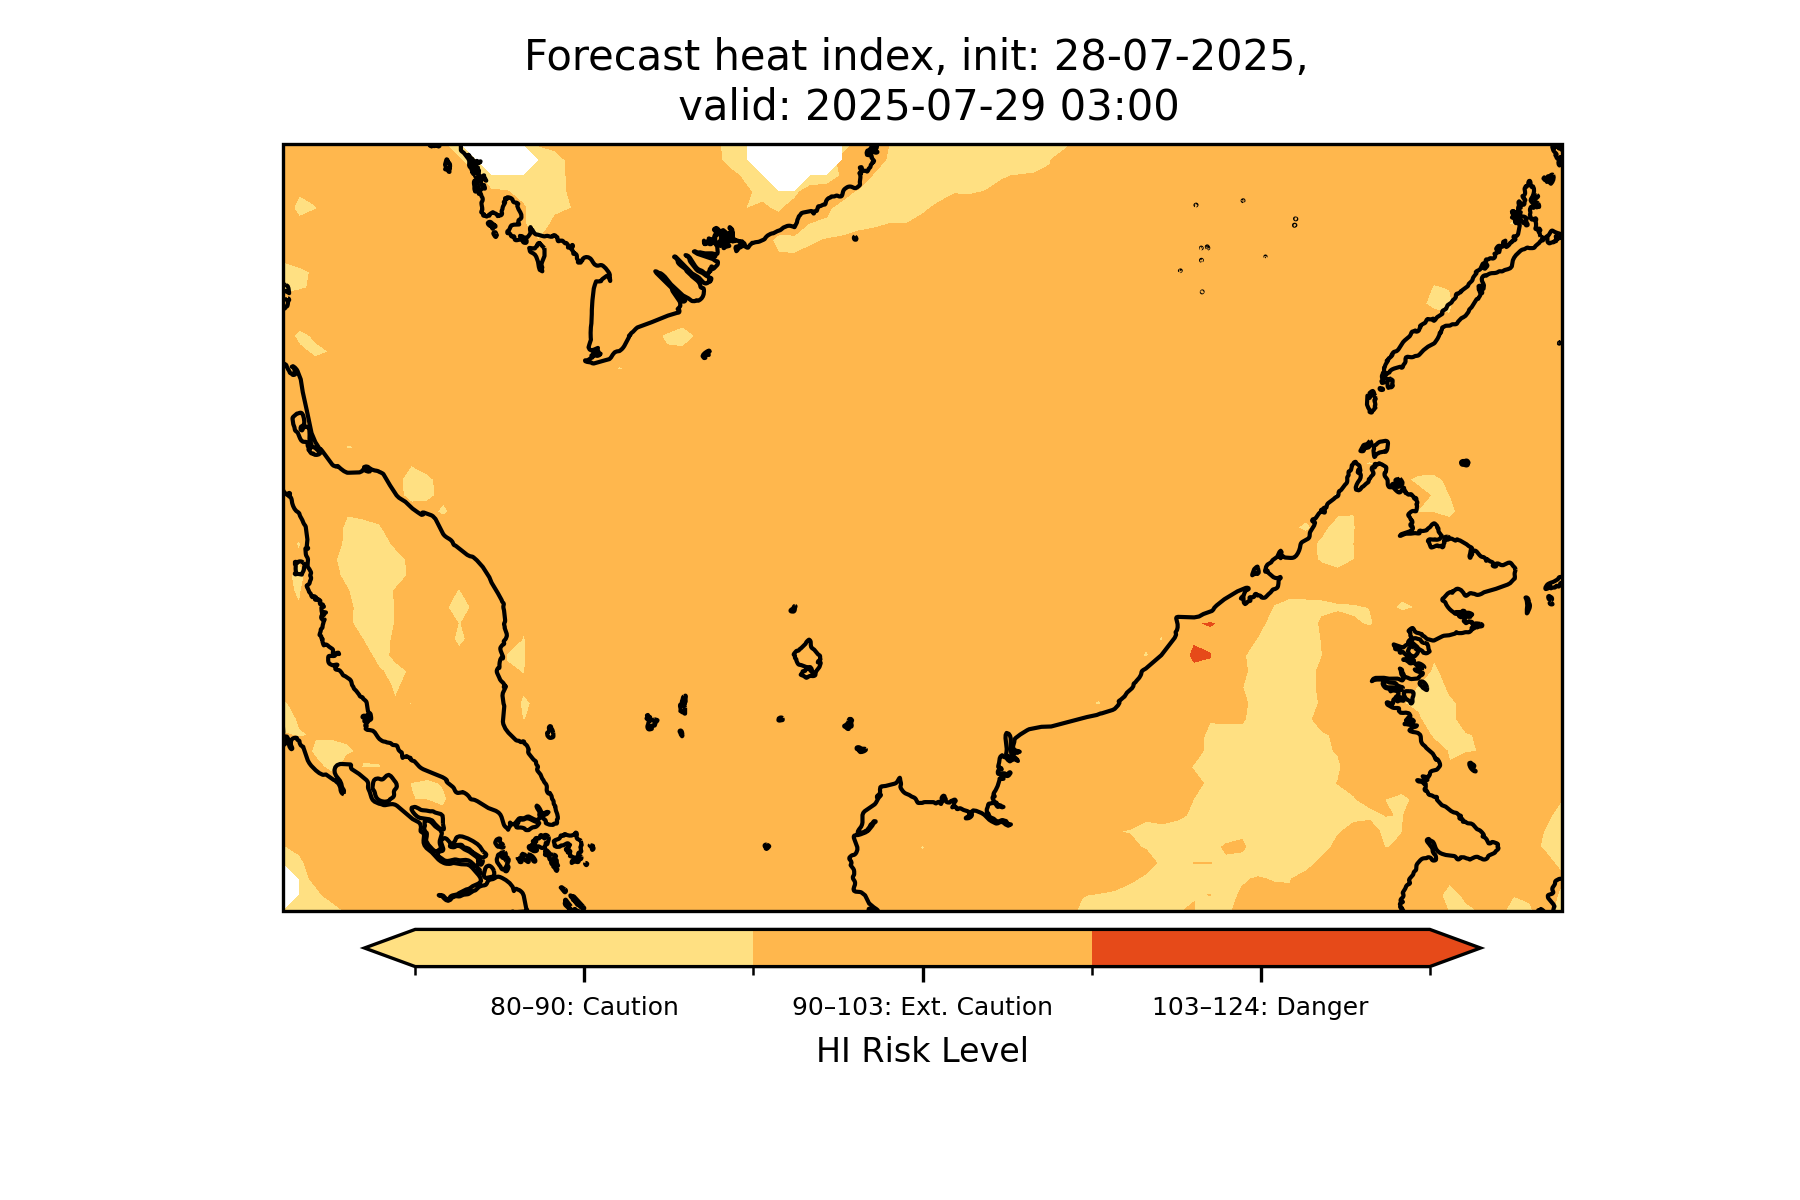 Forecast heat index, init: 28-07-2025,
valid: 2025-07-29 03:00
80–90: Caution
90–103: Ext. Caution
103–124: Danger
HI Risk Level